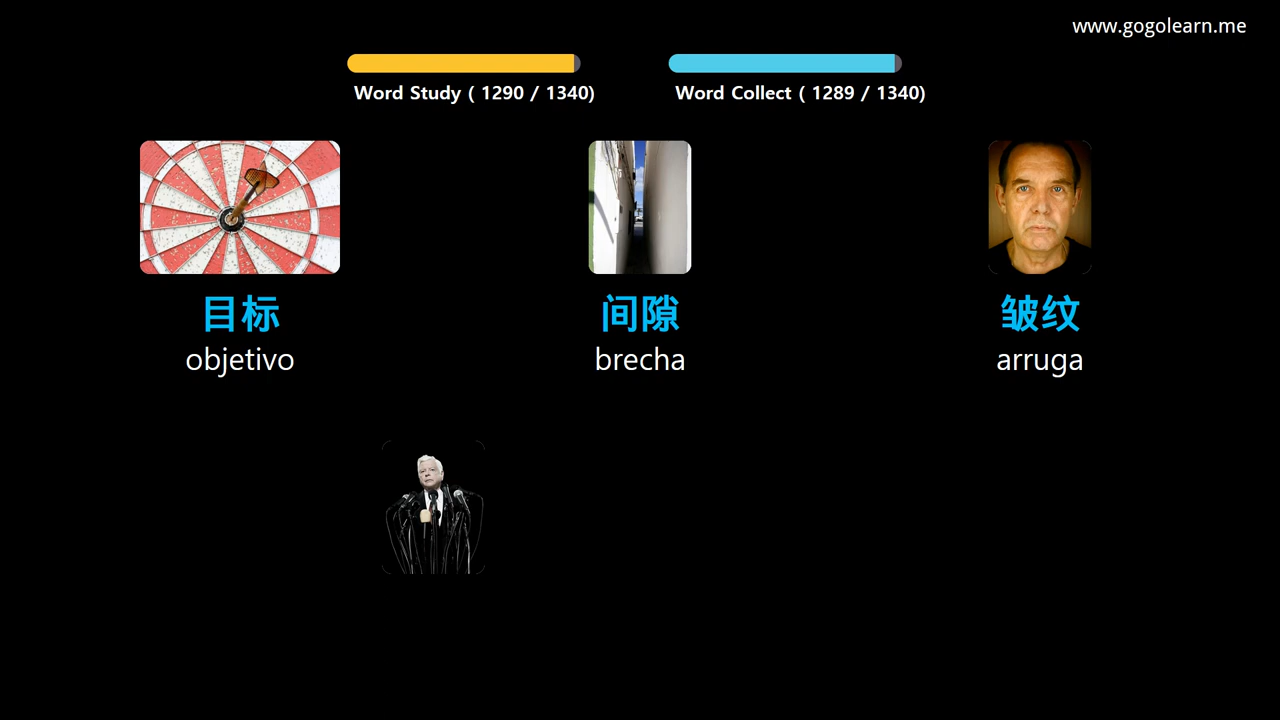 www.gogolearn.me
Word Study ( 1290 / 1340)
Word Collect ( 1289 / 1340)
目标
间隙
皱纹
objetivo
brecha
arruga